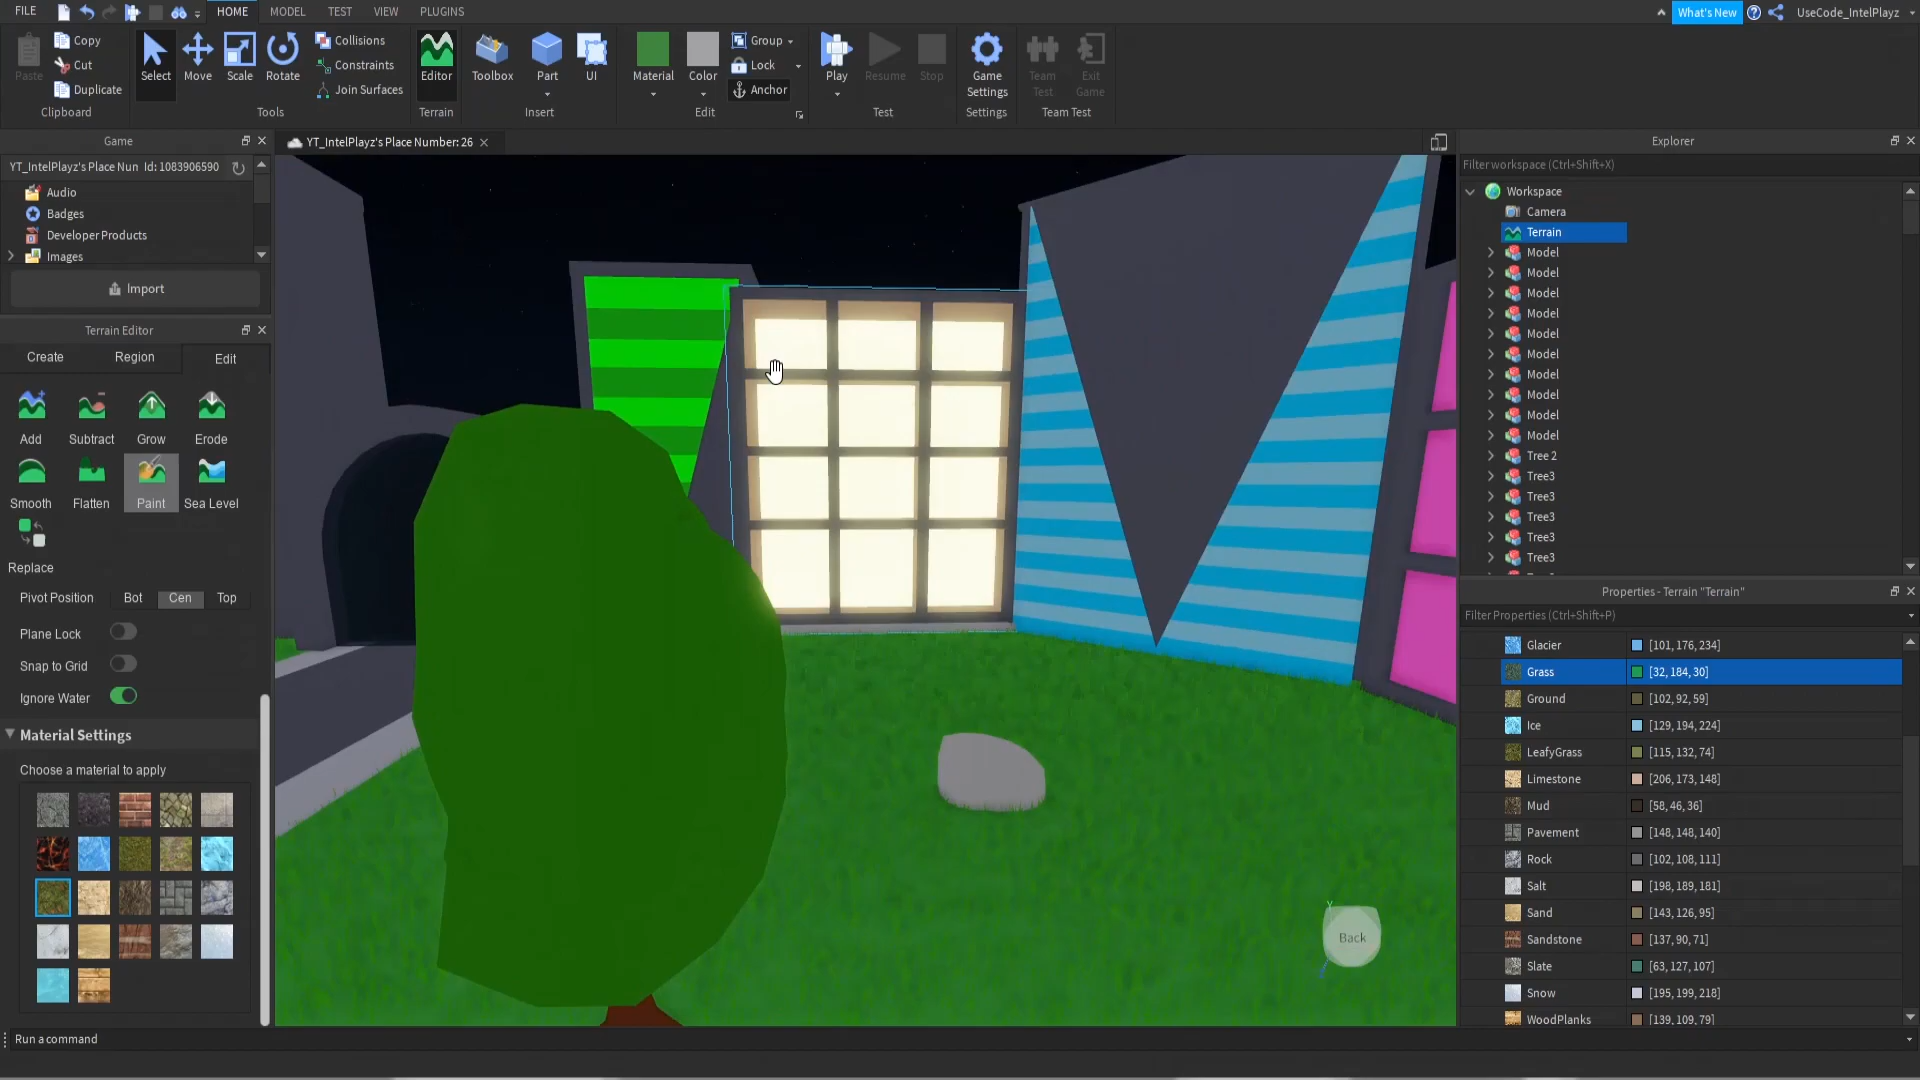 FILE
HOME
MODEL
TEST
VIEW
PLUGINS
What's New
UseCode_IntelPlayz
Paste
Copy
Cut
Duplicate
Clipboard
Select
Move
Scale
Rotate
Collisions
Constraints
Join Surfaces
Tools
Editor
Terrain
Toolbox
Part
UI
Insert
Material
Color
Group
Lock
Anchor
Edit
Play
Resume
Stop
Test
Game
Settings
Settings
Team
Test
Exit
Game
Team Test
Game
YT_IntelPlayz's Place Nun Id: 1083906590
Audio
Badges
Developer Products
Images
Import
Terrain Editor
Create
Region
Edit
Add
Subtract
Grow
Erode
Smooth
Flatten
Paint
Sea Level
Replace
Pivot Position
Bot
Cen
Top
Plane Lock
Snap to Grid
Ignore Water
Material Settings
Choose a material to apply
YT_IntelPlayz's Place Number: 26
Back
Explorer
Filter workspace (Ctrl+Shift+X)
Workspace
Camera
Terrain
Model
Model
Model
Model
Model
Model
Model
Model
Model
Model
Tree 2
Tree3
Tree3
Tree3
Tree3
Tree3
Properties - Terrain "Terrain"
Filter Properties (Ctrl+Shift+P)
Glacier [101, 176, 234]
Grass [32, 184, 30]
Ground [102, 92, 59]
Ice [129, 194, 224]
LeafyGrass [115, 132, 74]
Limestone [206, 173, 148]
Mud [58, 46, 36]
Pavement [148, 148, 140]
Rock [102, 108, 111]
Salt [198, 189, 181]
Sand [143, 126, 95]
Sandstone [137, 90, 71]
Slate [63, 127, 107]
Snow [195, 199, 218]
WoodPlanks [139, 109, 79]
Run a command